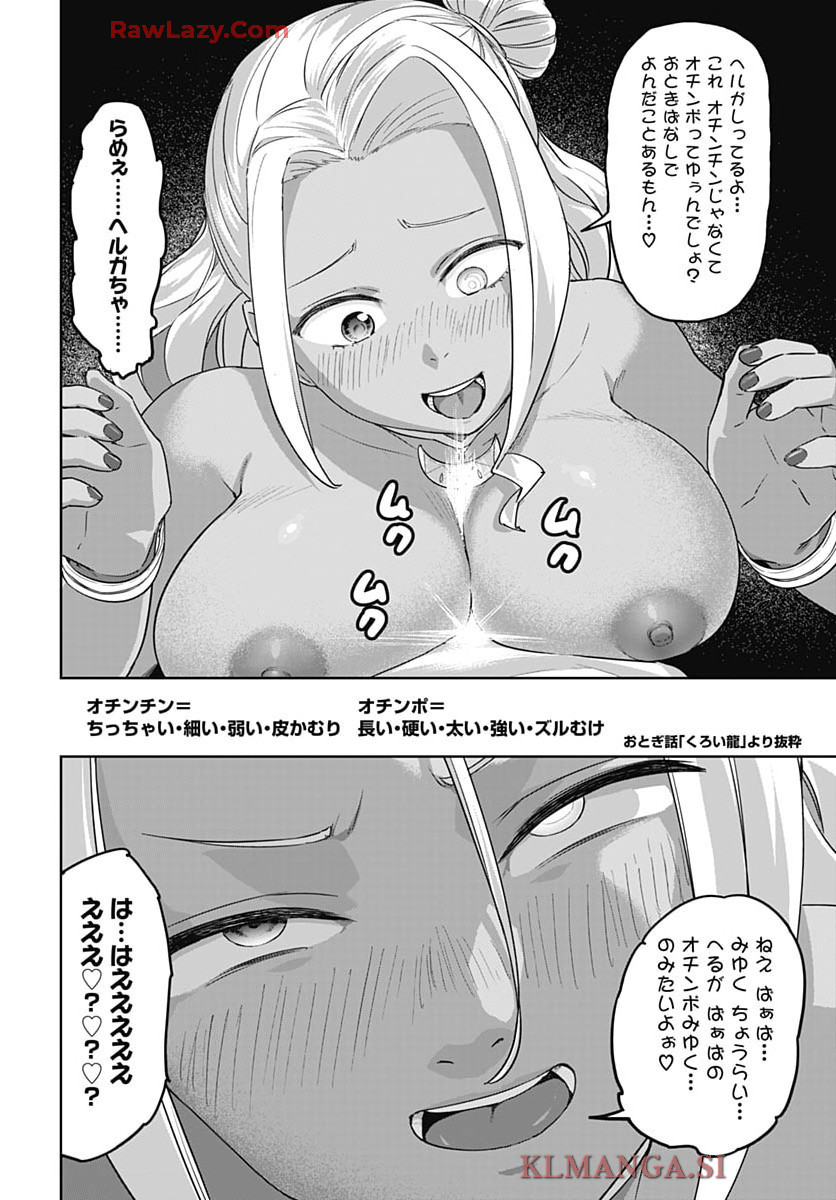 ヘルガしってるよ…
これ オチンチンじゃなくて
オチンポってゆぅんでしょ?
おときばなしで
よんだことあるもん…♡
らめぇ……ヘルガちゃ……
ムク
ムク
ムク
ムク
オチンチン=
ちっちゃい・細い・弱い・皮かむり
オチンポ=
長い・硬い・太い・強い・ズルむけ
おとぎ話「くろい龍」より抜粋
ねえ はぁは…
みゆく ちょうらい…
へるが はぁはの
オチンポみゆく…
のみたいよぉ♡
は…はえええええ
えええ♡?♡?♡?
RawLazy.Com
KLMANGA.SI